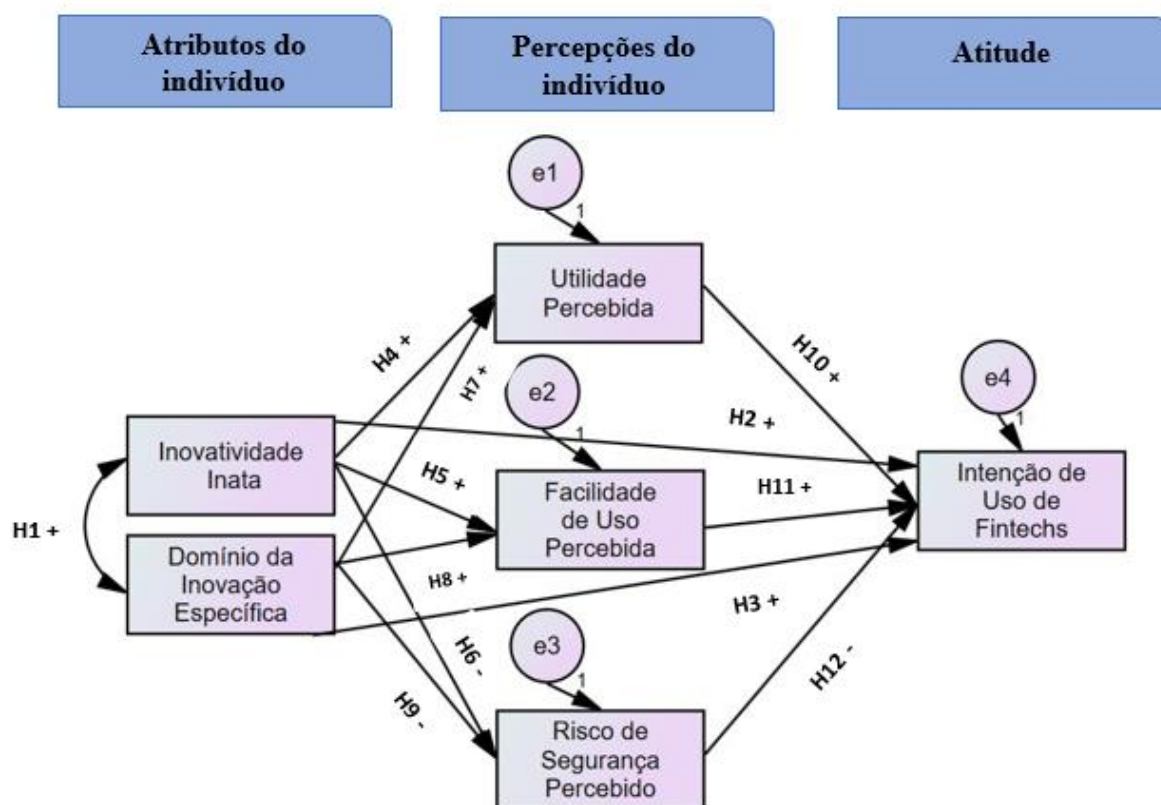 Atributos do
indivíduo
Percepções do
indivíduo
Atitude
e1
1
Utilidade
Percebida
H4 +
H7 +
H10 +
e2
1
e4
1
H2 +
Inovatividade
Inata
H5 +
Facilidade
de Uso
Percebida
H11 +
Intenção de
Uso de
Fintechs
H1 +
Domínio da
Inovação
Específica
H8 +
H3 +
H6 -
H9 -
e3
1
H12 -
Risco de
Segurança
Percebido